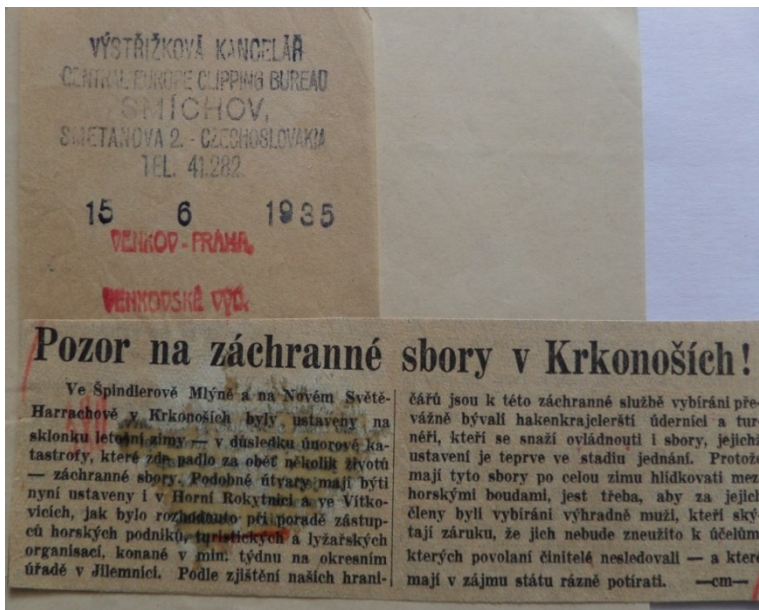 VÝSTŘIŽKOVÁ KANCELÁŘ
CENTRAL EUROPE CLIPPING BUREAU
SMÍCHOV,
SMETANOVA 2. - CZECHOSLOVAKIA
TEL. 41.282.
15 6 1935
VENKOV - PRAHA.
VENKOVSKÉ VYD.
Pozor na záchranné sbory v Krkonoších!
Ve Špindlerově Mlýně a na Novém Světě-
Harrachově v Krkonoších byly ustaveny na
sklonku letošní zimy — v důsledku únorové ka-
tastrofy, které zde padlo za oběť několik životů
— záchranné sbory. Podobné útvary mají býti
nyní ustaveny i v Horní Rokytnici a ve Vítko-
vicích, jak bylo rozhodnuto při poradě zástup-
ců horských podniků, turistických a lyžařských
organisací, konané v min. týdnu na okresním
úřadě v Jilemnici. Podle zjištění našich hrani-
čářů jsou k této záchranné službě vybíráni pře-
vážně bývalí hakenkrajclerští úderníci a tur-
néři, kteří se snaží ovládnouti i sbory, jejichž
ustavení je teprve ve stadiu jednání. Protože
mají tyto sbory po celou zimu hlídkovati mez
horskými boudami, jest třeba, aby za jejich
členy byli vybíráni výhradně muži, kteří ský-
tají záruku, že jich nebude zneužito k účelům
kterých povolaní činitelé nesledovali — a které
mají v zájmu státu rázně potírati. —cm—